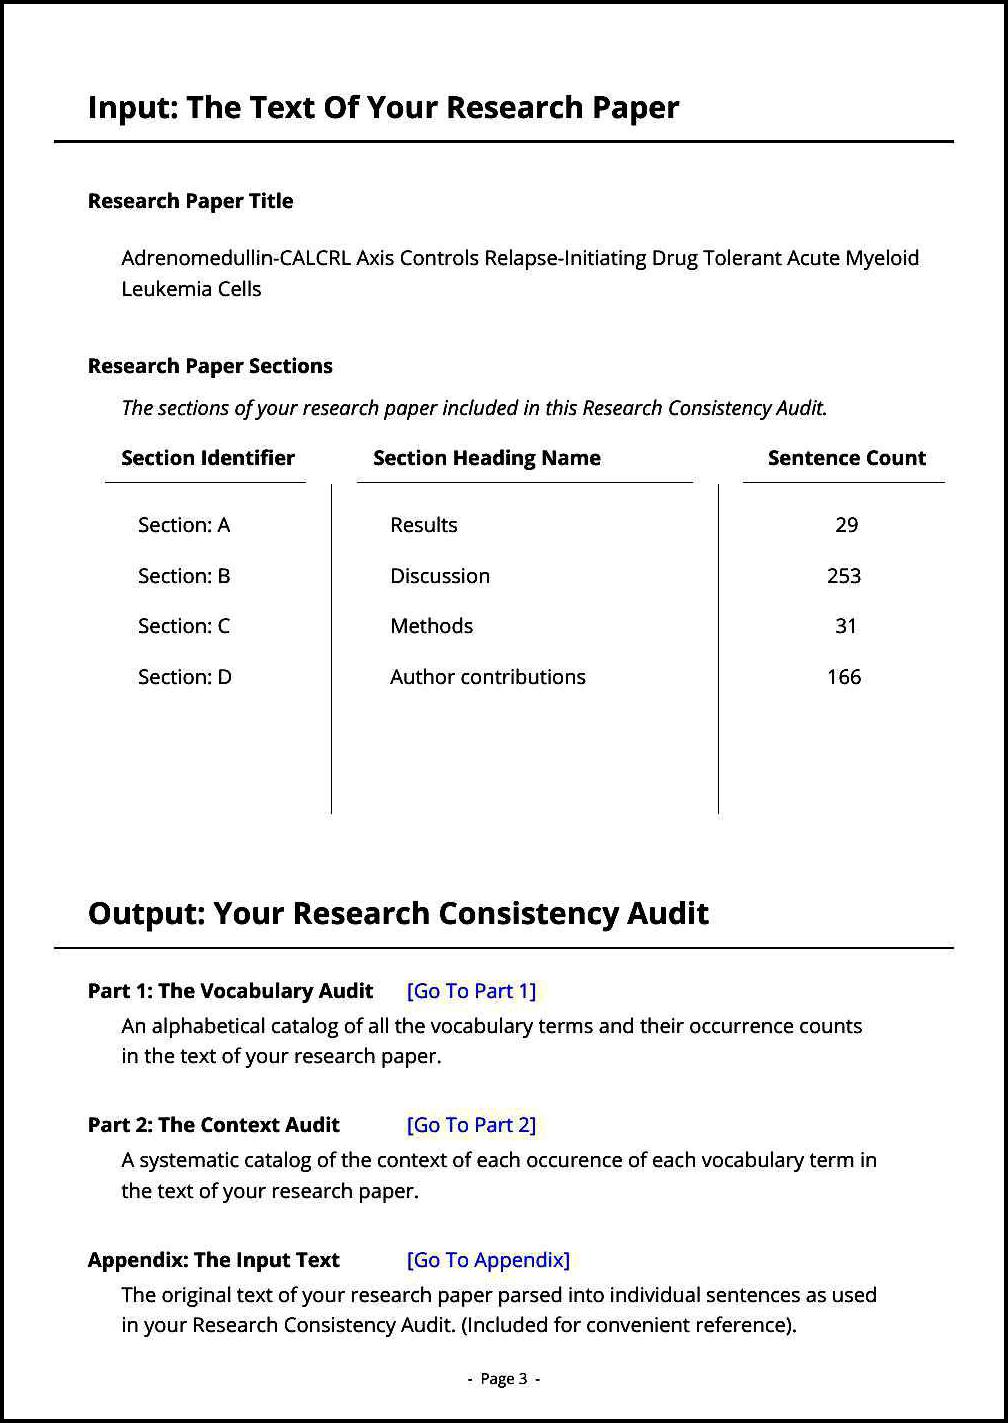 Input: The Text Of Your Research Paper
Research Paper Title
Adrenomedullin-CALCRL Axis Controls Relapse-Initiating Drug Tolerant Acute Myeloid
Leukemia Cells
Research Paper Sections
The sections of your research paper included in this Research Consistency Audit.
Section Identifier Section Heading Name Sentence Count
Section: A Results 29
Section: B Discussion 253
Section: C Methods 31
Section: D Author contributions 166
Output: Your Research Consistency Audit
Part 1: The Vocabulary Audit [Go To Part 1]
An alphabetical catalog of all the vocabulary terms and their occurrence counts
in the text of your research paper.
Part 2: The Context Audit [Go To Part 2]
A systematic catalog of the context of each occurence of each vocabulary term in
the text of your research paper.
Appendix: The Input Text [Go To Appendix]
The original text of your research paper parsed into individual sentences as used
in your Research Consistency Audit. (Included for convenient reference).
- Page 3 -